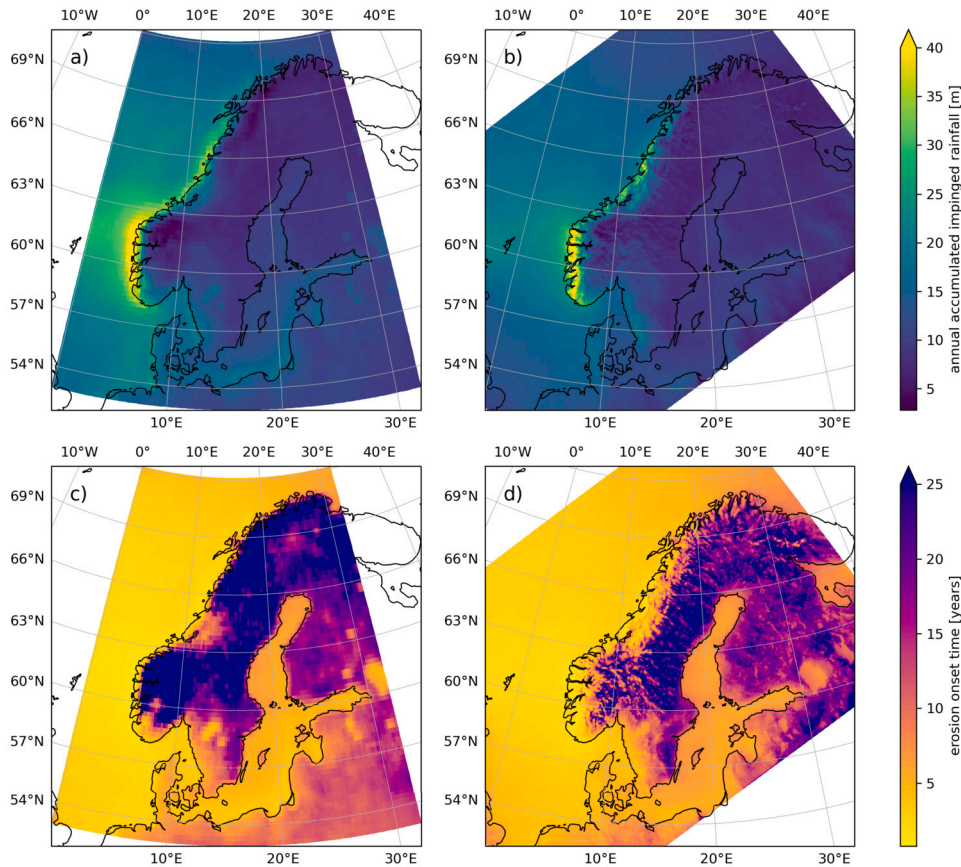 10°W 0° 10°E 20°E 30°E 40°E
10°W 0° 10°E 20°E 30°E 40°E
a)
b)
69°N
66°N
63°N
60°N
57°N
54°N
69°N
66°N
63°N
60°N
57°N
54°N
10°E 20°E 30°E
10°E 20°E 30°E
40
35
30
25
20
15
10
5
annual accumulated impinged rainfall [m]
10°W 0° 10°E 20°E 30°E 40°E
10°W 0° 10°E 20°E 30°E 40°E
c)
d)
69°N
66°N
63°N
60°N
57°N
54°N
69°N
66°N
63°N
60°N
57°N
54°N
10°E 20°E 30°E
10°E 20°E 30°E
25
20
15
10
5
erosion onset time [years]